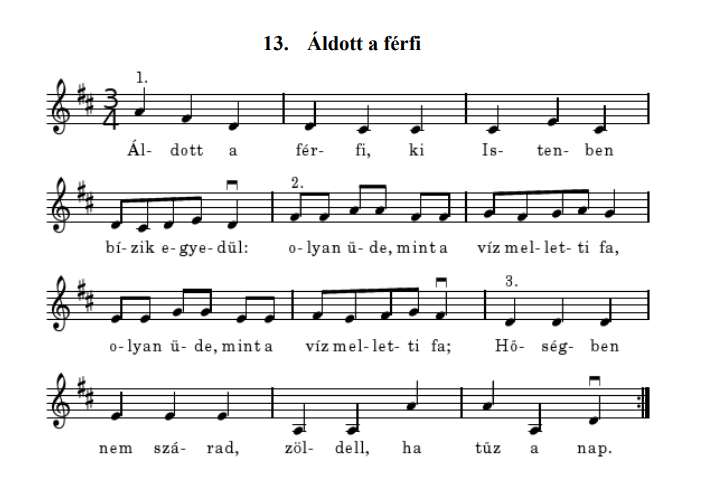 13. Áldott a férfi
1.
3
4
Ál- dott a fér- fi, ki Is- ten- ben
2.
bí- zik e- gye- dül: o- lyan ü- de, mint a víz mel- let- ti fa,
3.
o- lyan ü- de, mint a víz mel- let- ti fa; Hő- ség- ben
nem szá- rad, zöl- dell, ha tűz a nap.